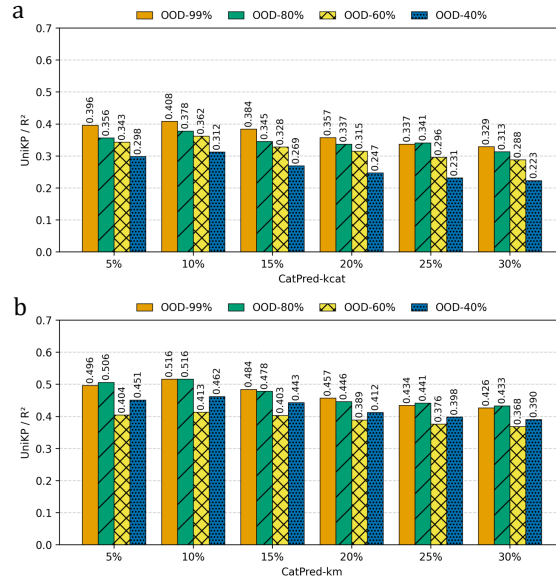 a
OOD-99% OOD-80% OOD-60% OOD-40%
0.7
0.6
0.5
0.4
0.3
0.2
0.1
0.0
UniKP / R²
0.396 0.356 0.343 0.298
0.408 0.378 0.362 0.312
0.384 0.345 0.328 0.269
0.357 0.337 0.315 0.247
0.337 0.341 0.296 0.231
0.329 0.313 0.288 0.223
5% 10% 15% 20% 25% 30%
CatPred-kcat
b
OOD-99% OOD-80% OOD-60% OOD-40%
0.7
0.6
0.5
0.4
0.3
0.2
0.1
0.0
UniKP / R²
0.496 0.506 0.404 0.451
0.516 0.516 0.413 0.462
0.484 0.478 0.403 0.443
0.457 0.446 0.389 0.412
0.434 0.441 0.376 0.398
0.426 0.433 0.368 0.390
5% 10% 15% 20% 25% 30%
CatPred-km